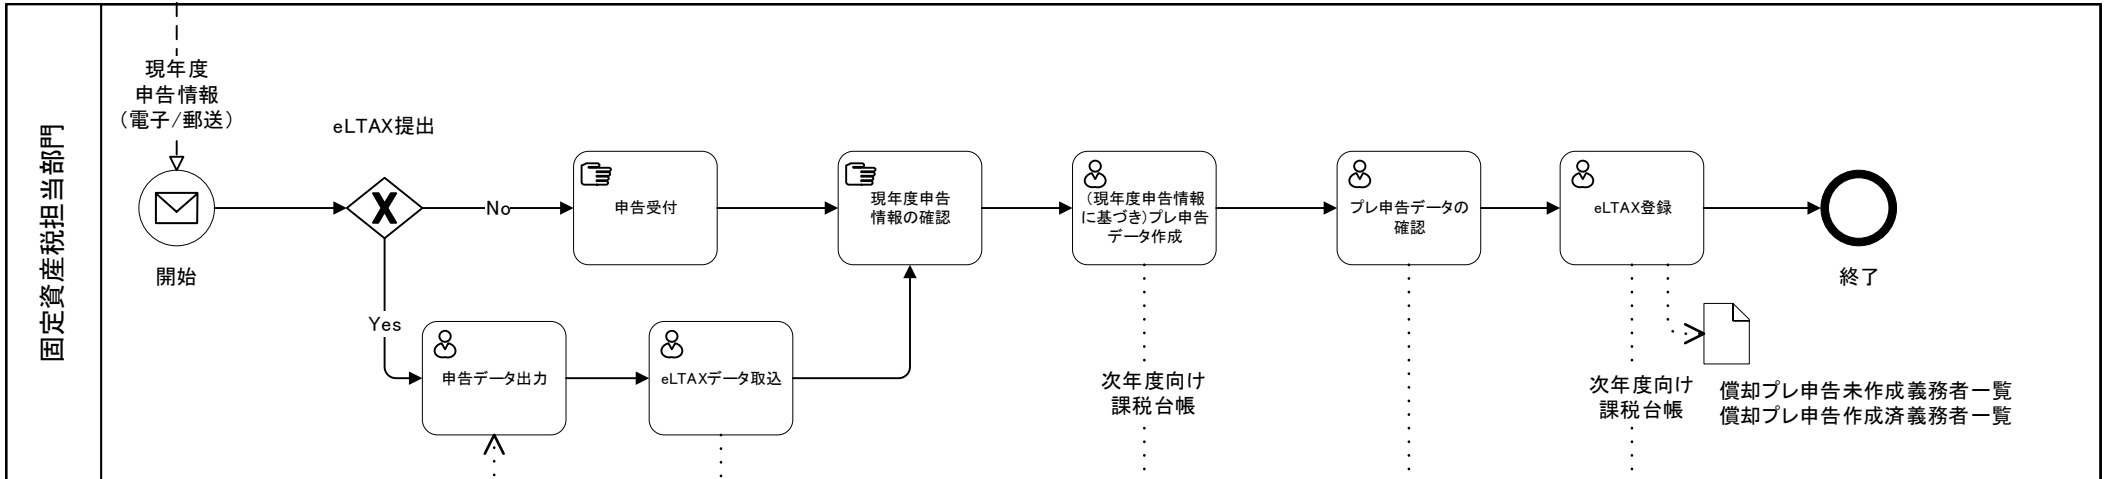 固定資産税担当部門
現年度
申告情報
（電子/郵送）
開始
eLTAX提出
No
Yes
申告受付
現年度申告
情報の確認
（現年度申告情報
に基づき）プレ申告
データ作成
プレ申告データの
確認
eLTAX登録
終了
申告データ出力
eLTAXデータ取込
次年度向け
課税台帳
次年度向け
課税台帳
償却プレ申告未作成義務者一覧
償却プレ申告作成済義務者一覧